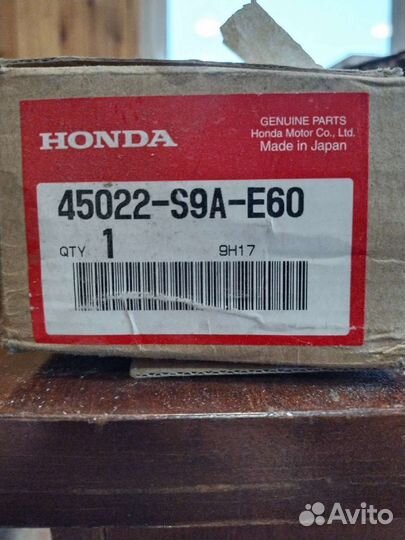 GENUINE PARTS
HONDA Honda Motor Co., Ltd.
Made in Japan
45022-S9A-E60
QTY 1 9H17
Avito